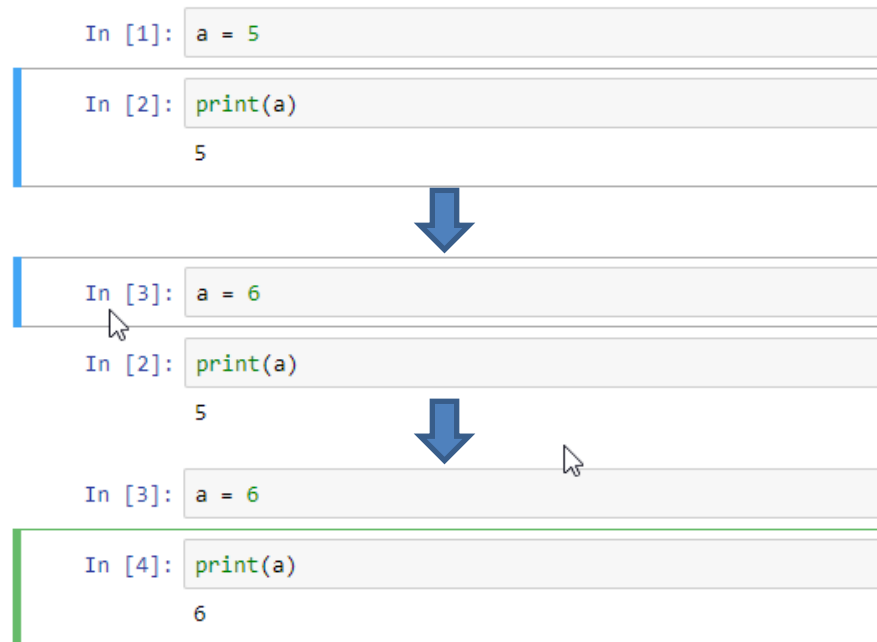 In [1]: a = 5
In [2]: print(a)
5
In [3]: a = 6
In [2]: print(a)
5
In [3]: a = 6
In [4]: print(a)
6